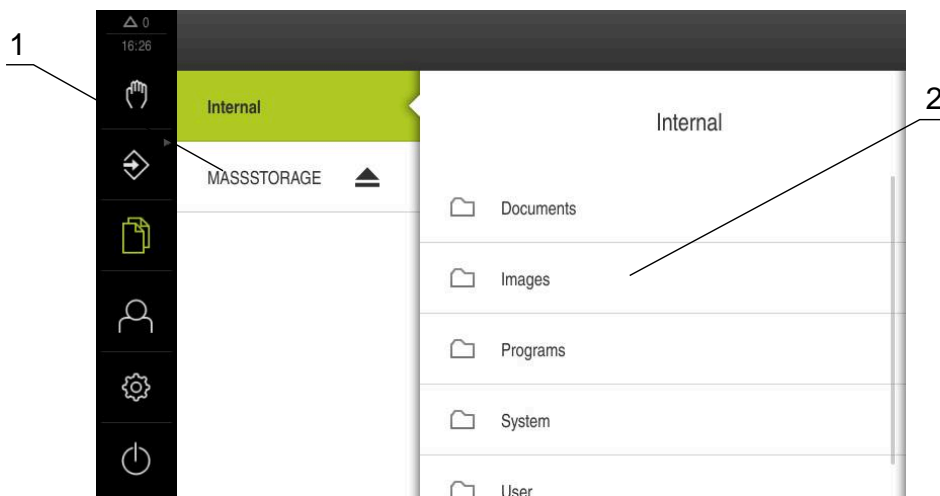 1
0
16:26
Internal
MASSSTORAGE
Internal
2
Documents
Images
Programs
System
User